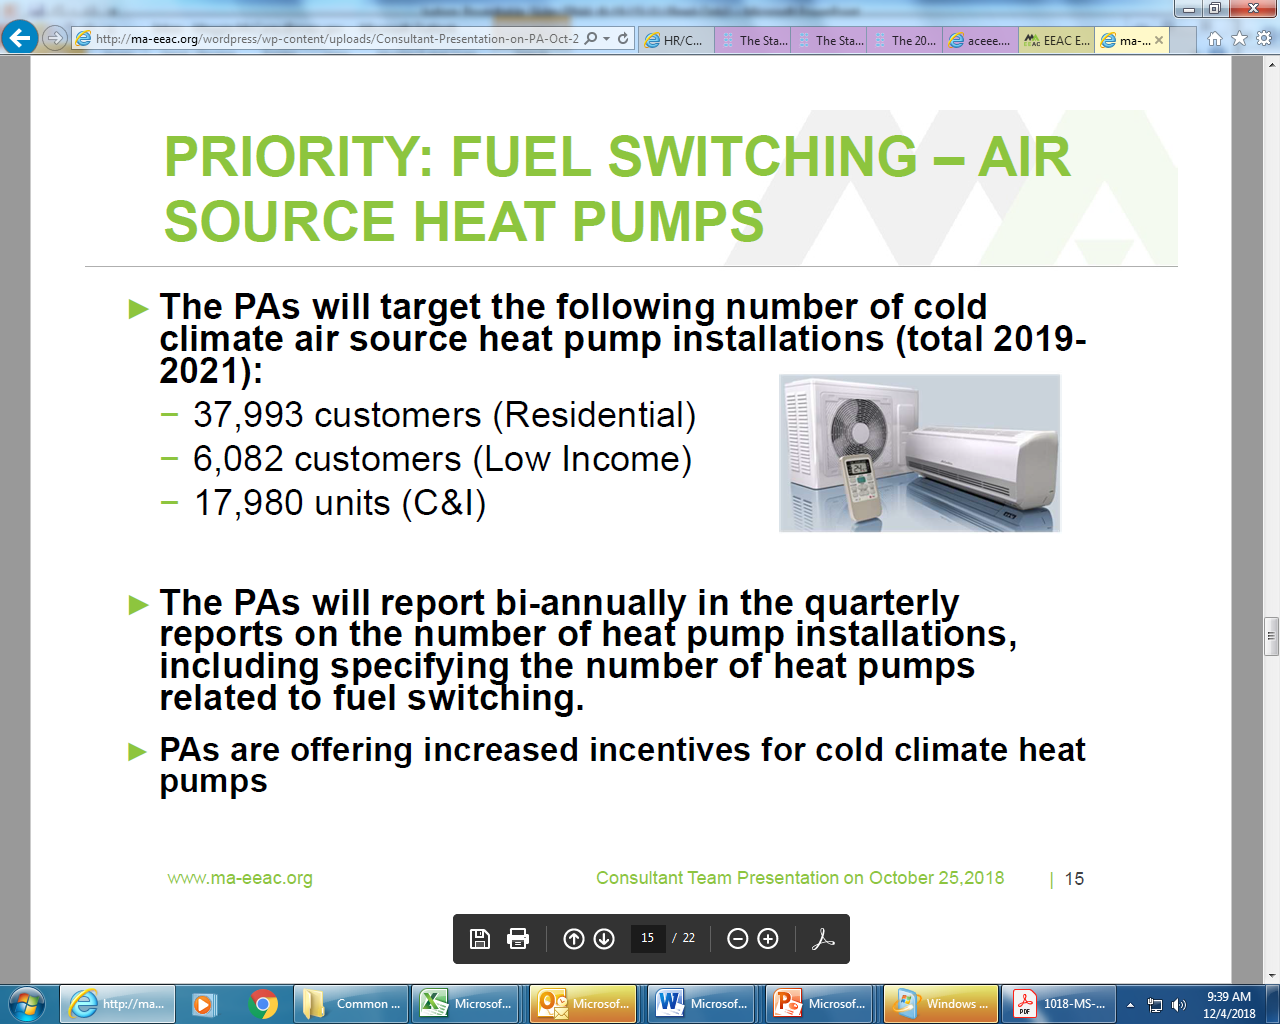 http://ma-eeac.org/wordpress/wp-content/uploads/Consultant-Presentation-on-PA-Oct-2
HR/C...
The Sta...
The Sta...
The 20...
aceee....
EEAC E...
ma-...
PRIORITY: FUEL SWITCHING – AIR
SOURCE HEAT PUMPS
► The PAs will target the following number of cold
climate air source heat pump installations (total 2019-
2021):
− 37,993 customers (Residential)
− 6,082 customers (Low Income)
− 17,980 units (C&I)
► The PAs will report bi-annually in the quarterly
reports on the number of heat pump installations,
including specifying the number of heat pumps
related to fuel switching.
► PAs are offering increased incentives for cold climate heat
pumps
www.ma-eeac.org
Consultant Team Presentation on October 25,2018
| 15
15 / 22
http://ma...
Common ...
Microsof...
Microsof...
Microsof...
Microsof...
Windows ...
1018-MS-...
9:39 AM
12/4/2018